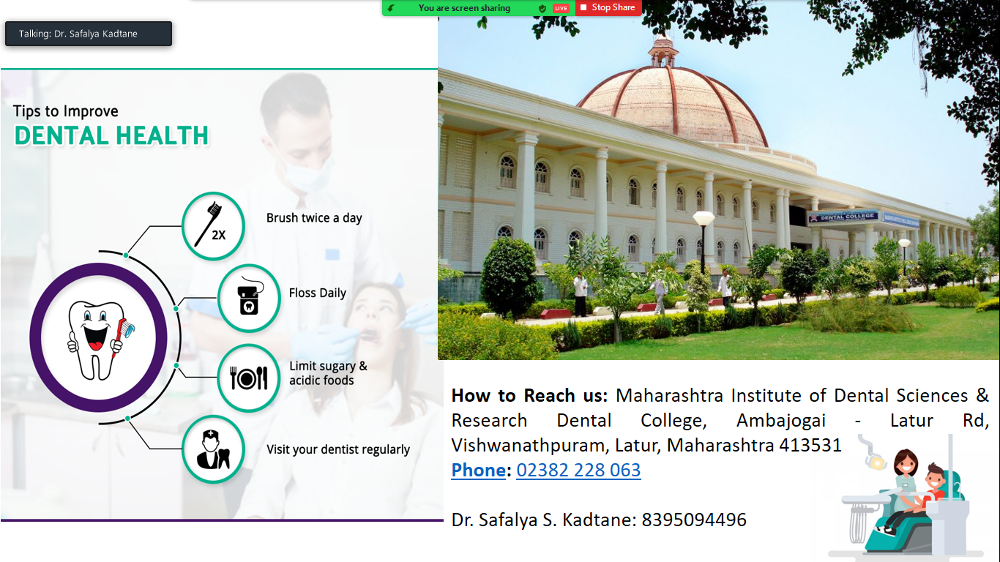 You are screen sharing
LIVE
Stop Share
Talking: Dr. Safalya Kadtane
Tips to Improve
DENTAL HEALTH
2X
Brush twice a day
Floss Daily
Limit sugary &
acidic foods
Visit your dentist regularly
DENTAL COLLEGE
How to Reach us: Maharashtra Institute of Dental Sciences &
Research Dental College, Ambajogai - Latur Rd,
Vishwanathpuram, Latur, Maharashtra 413531
Phone: 02382 228 063
Dr. Safalya S. Kadtane: 8395094496